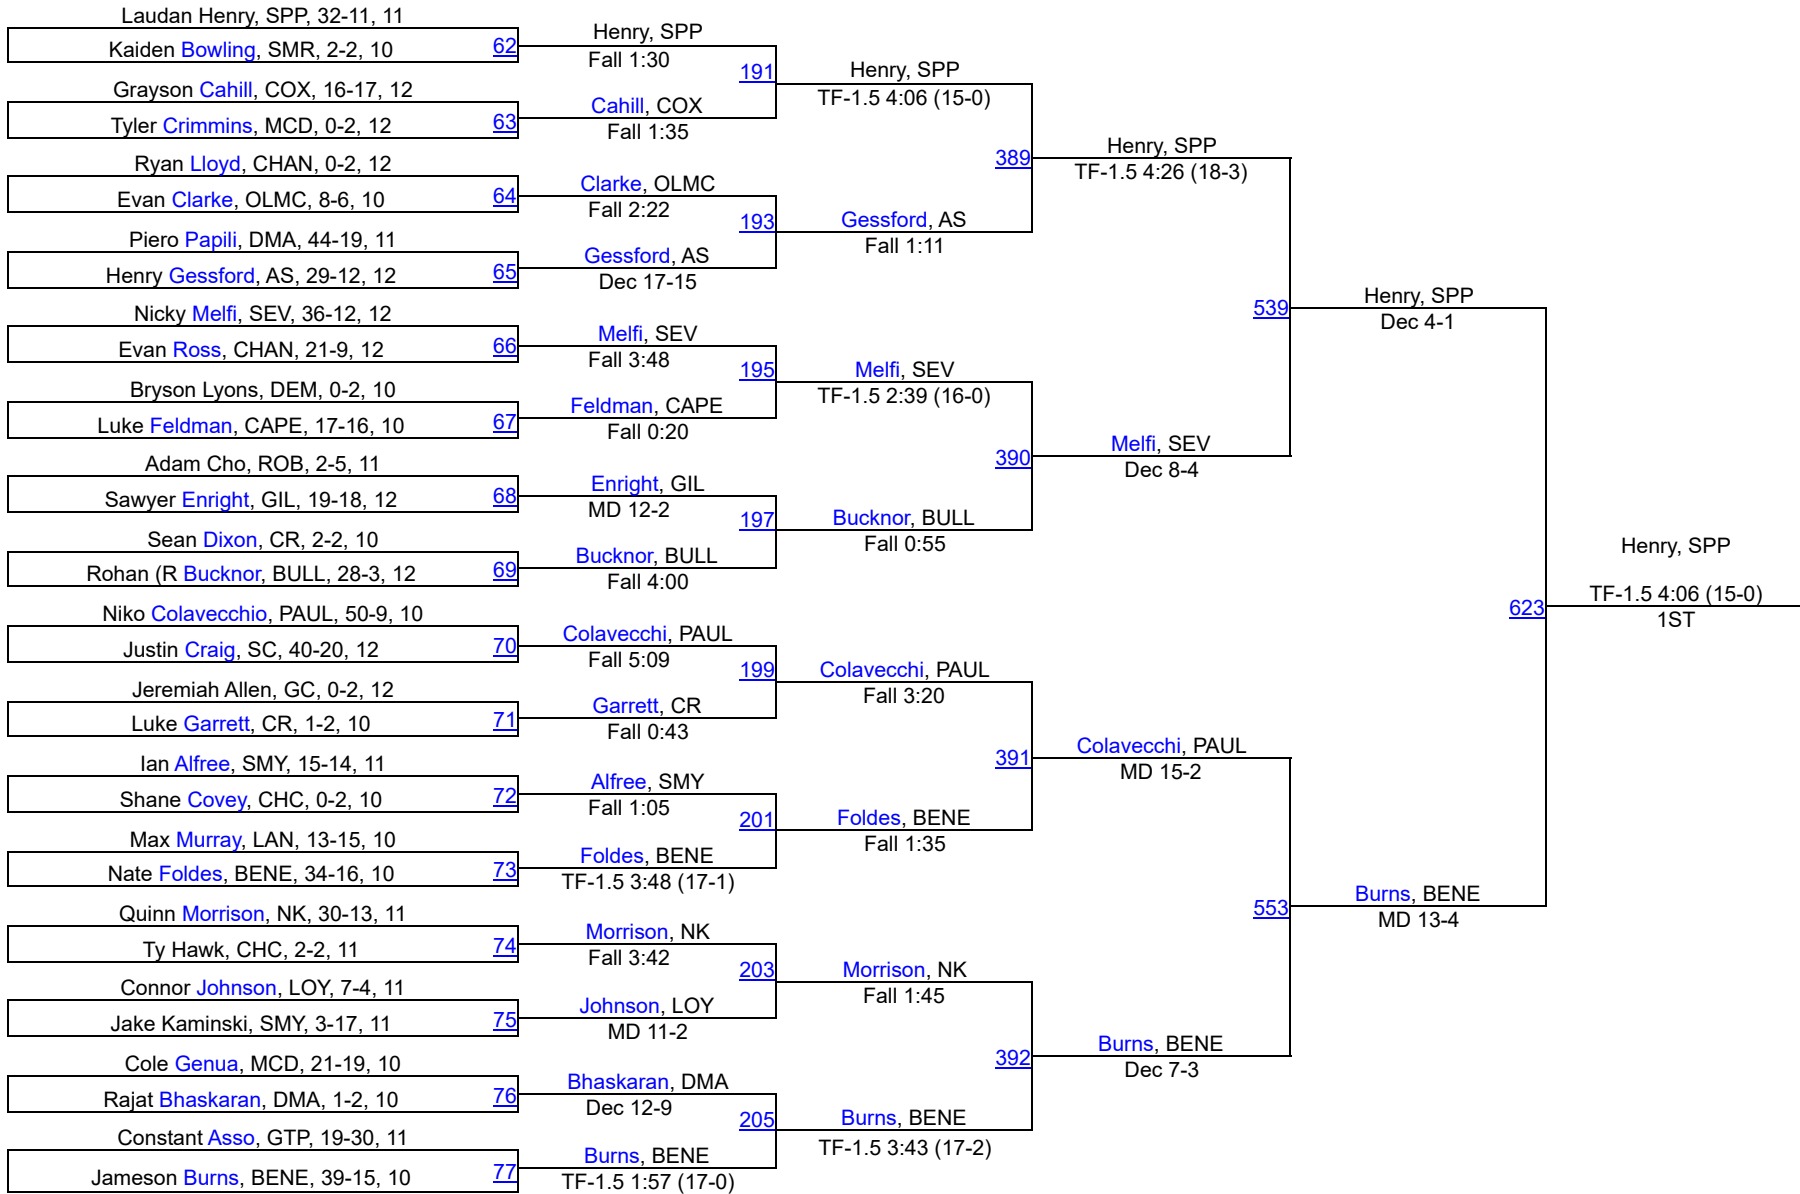 Laudan Henry, SPP, 32-11, 11
Kaiden Bowling, SMR, 2-2, 10
62
Grayson Cahill, COX, 16-17, 12
Tyler Crimmins, MCD, 0-2, 12
63
Ryan Lloyd, CHAN, 0-2, 12
Evan Clarke, OLMC, 8-6, 10
64
Piero Papili, DMA, 44-19, 11
Henry Gessford, AS, 29-12, 12
65
Nicky Melfi, SEV, 36-12, 12
Evan Ross, CHAN, 21-9, 12
66
Bryson Lyons, DEM, 0-2, 10
Luke Feldman, CAPE, 17-16, 10
67
Adam Cho, ROB, 2-5, 11
Sawyer Enright, GIL, 19-18, 12
68
Sean Dixon, CR, 2-2, 10
Rohan (R Bucknor, BULL, 28-3, 12
69
Niko Colavecchio, PAUL, 50-9, 10
Justin Craig, SC, 40-20, 12
70
Jeremiah Allen, GC, 0-2, 12
Luke Garrett, CR, 1-2, 10
71
Ian Alfree, SMY, 15-14, 11
Shane Covey, CHC, 0-2, 10
72
Max Murray, LAN, 13-15, 10
Nate Foldes, BENE, 34-16, 10
73
Quinn Morrison, NK, 30-13, 11
Ty Hawk, CHC, 2-2, 11
74
Connor Johnson, LOY, 7-4, 11
Jake Kaminski, SMY, 3-17, 11
75
Cole Genua, MCD, 21-19, 10
Rajat Bhaskaran, DMA, 1-2, 10
76
Constant Asso, GTP, 19-30, 11
Jameson Burns, BENE, 39-15, 10
77
Henry, SPP
Fall 1:30
191
Cahill, COX
Fall 1:35
Clarke, OLMC
Fall 2:22
193
Gessford, AS
Dec 17-15
Melfi, SEV
Fall 3:48
195
Feldman, CAPE
Fall 0:20
Enright, GIL
MD 12-2
197
Bucknor, BULL
Fall 4:00
Colavecchi, PAUL
Fall 5:09
199
Garrett, CR
Fall 0:43
Alfree, SMY
Fall 1:05
201
Foldes, BENE
TF-1.5 3:48 (17-1)
Morrison, NK
Fall 3:42
203
Johnson, LOY
MD 11-2
Bhaskaran, DMA
Dec 12-9
205
Burns, BENE
TF-1.5 1:57 (17-0)
Henry, SPP
TF-1.5 4:06 (15-0)
389
Gessford, AS
Fall 1:11
Melfi, SEV
TF-1.5 2:39 (16-0)
390
Bucknor, BULL
Fall 0:55
Colavecchi, PAUL
Fall 3:20
391
Foldes, BENE
Fall 1:35
Morrison, NK
Fall 1:45
392
Burns, BENE
TF-1.5 3:43 (17-2)
Henry, SPP
TF-1.5 4:26 (18-3)
539
Melfi, SEV
Dec 8-4
Colavecchi, PAUL
MD 15-2
553
Burns, BENE
Dec 7-3
Henry, SPP
Dec 4-1
623
Burns, BENE
MD 13-4
Henry, SPP
TF-1.5 4:06 (15-0)
1ST